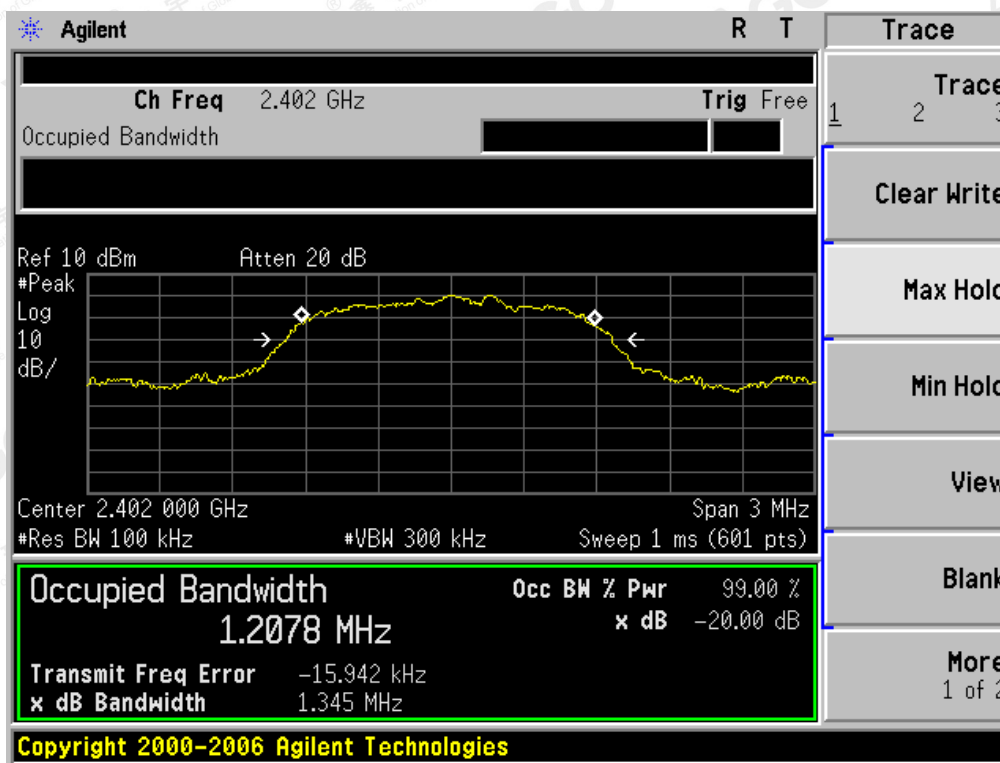 Agilent R T Trace
Ch Freq 2.402 GHz Trig Free
Occupied Bandwidth
Trace
1 2
Clear Write
Max Hold
Min Hold
View
Blank
More
1 of 2
Ref 10 dBm Atten 20 dB
#Peak
Log
10
dB/
Center 2.402 000 GHz Span 3 MHz
#Res BW 100 kHz #VBW 300 kHz Sweep 1 ms (601 pts)
Occupied Bandwidth
1.2078 MHz
Occ BW % Pwr 99.00 %
x dB -20.00 dB
Transmit Freq Error -15.942 kHz
x dB Bandwidth 1.345 MHz
Copyright 2000-2006 Agilent Technologies